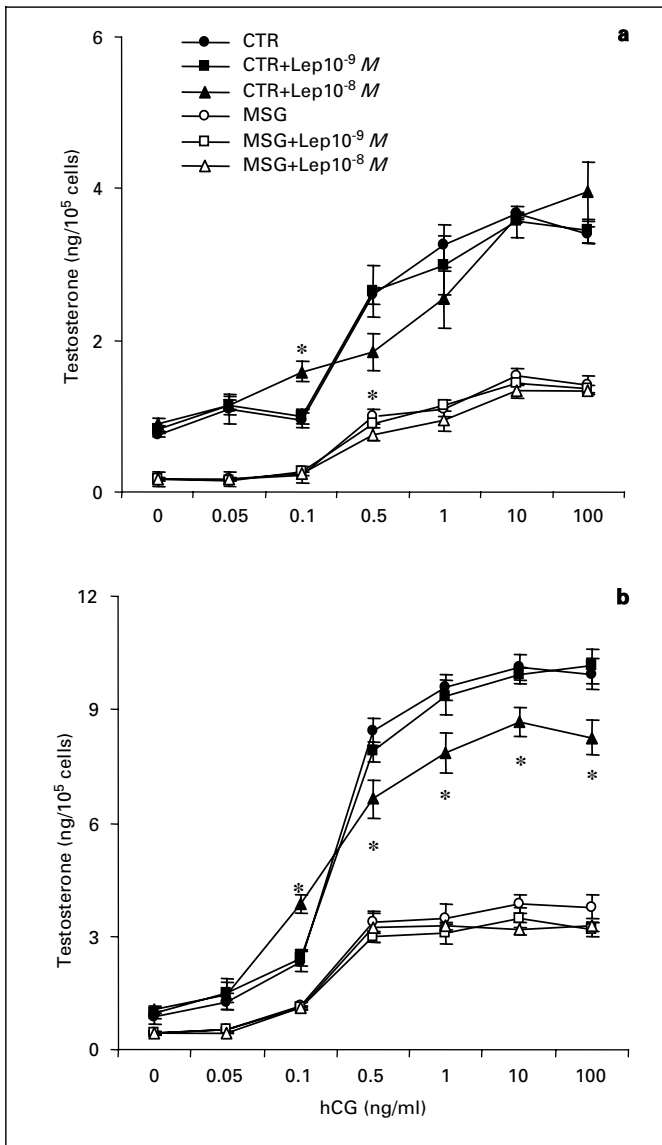 a
CTR
CTR+Lep10⁻⁹ M
CTR+Lep10⁻⁸ M
MSG
MSG+Lep10⁻⁹ M
MSG+Lep10⁻⁸ M
Testosterone (ng/10⁵ cells)
6
4
2
0
*
*
0 0.05 0.1 0.5 1 10 100
b
Testosterone (ng/10⁵ cells)
12
9
6
3
0
*
*
*
*
*
0 0.05 0.1 0.5 1 10 100
hCG (ng/ml)